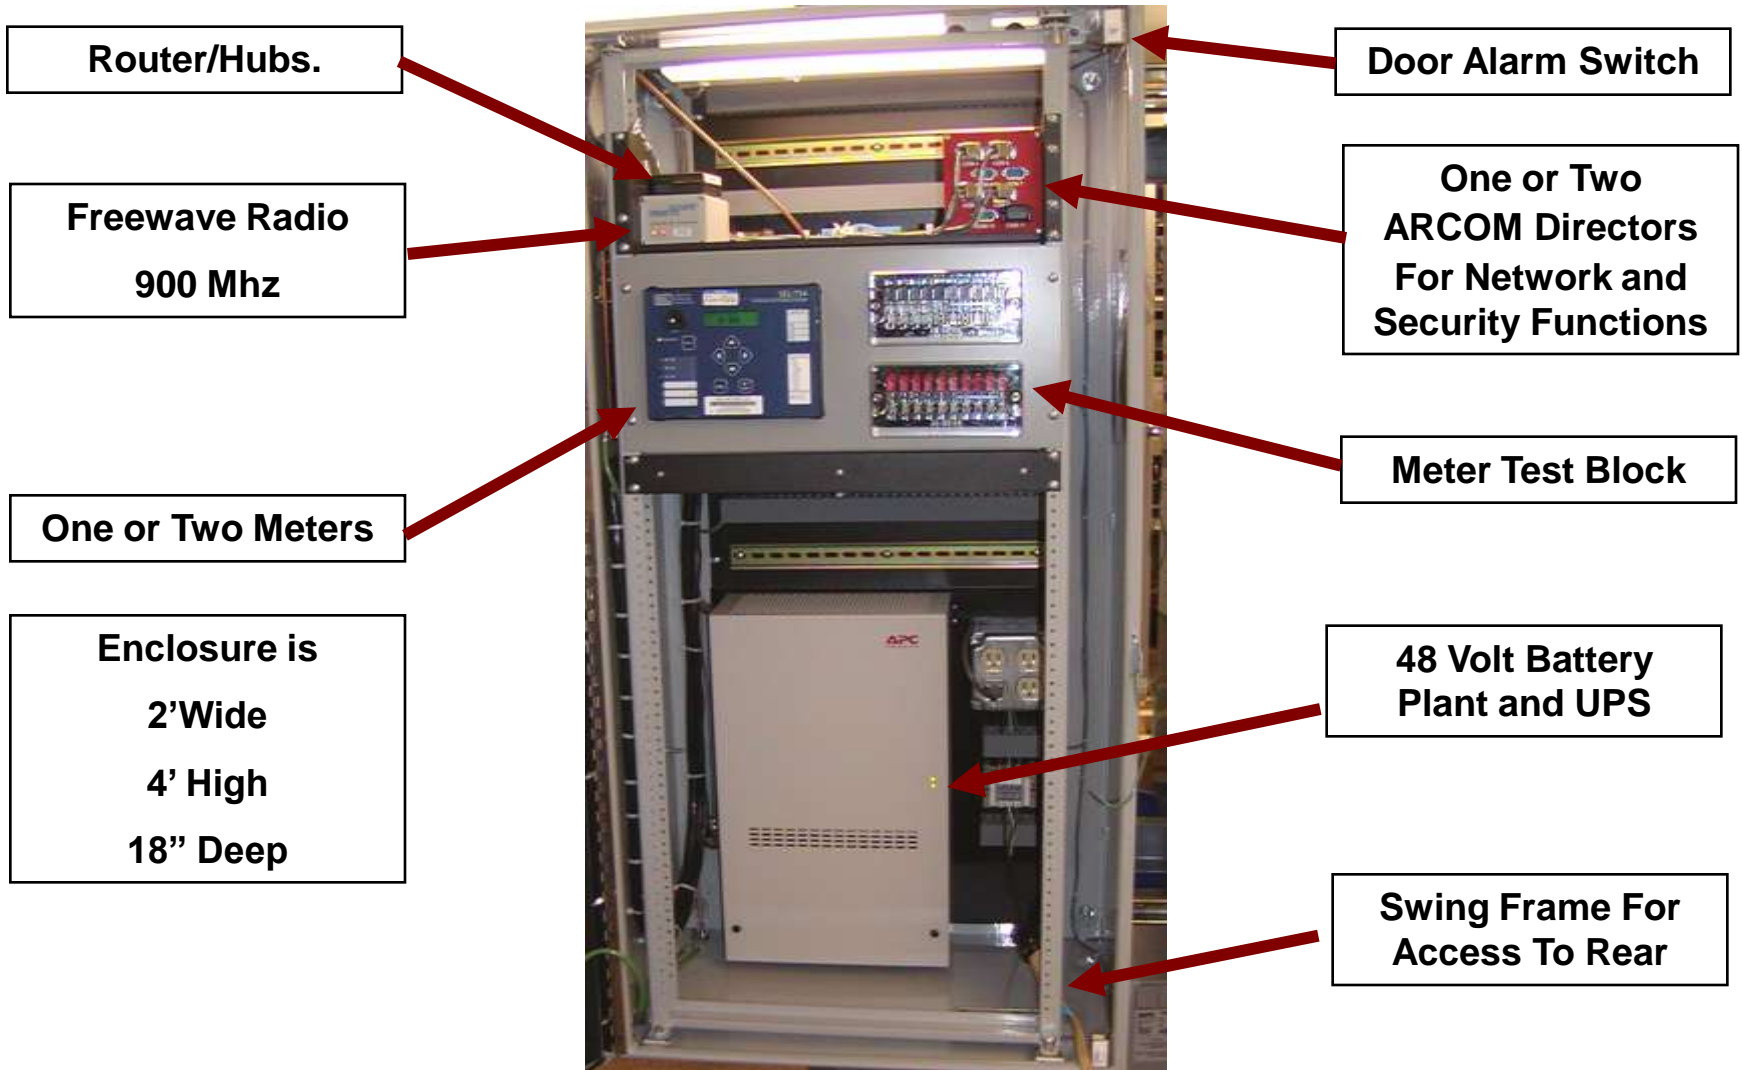 Router/Hubs.
Freewave Radio
900 Mhz
One or Two Meters
Enclosure is
2’Wide
4’ High
18” Deep
APC
Door Alarm Switch
One or Two
ARCOM Directors
For Network and
Security Functions
Meter Test Block
48 Volt Battery
Plant and UPS
Swing Frame For
Access To Rear